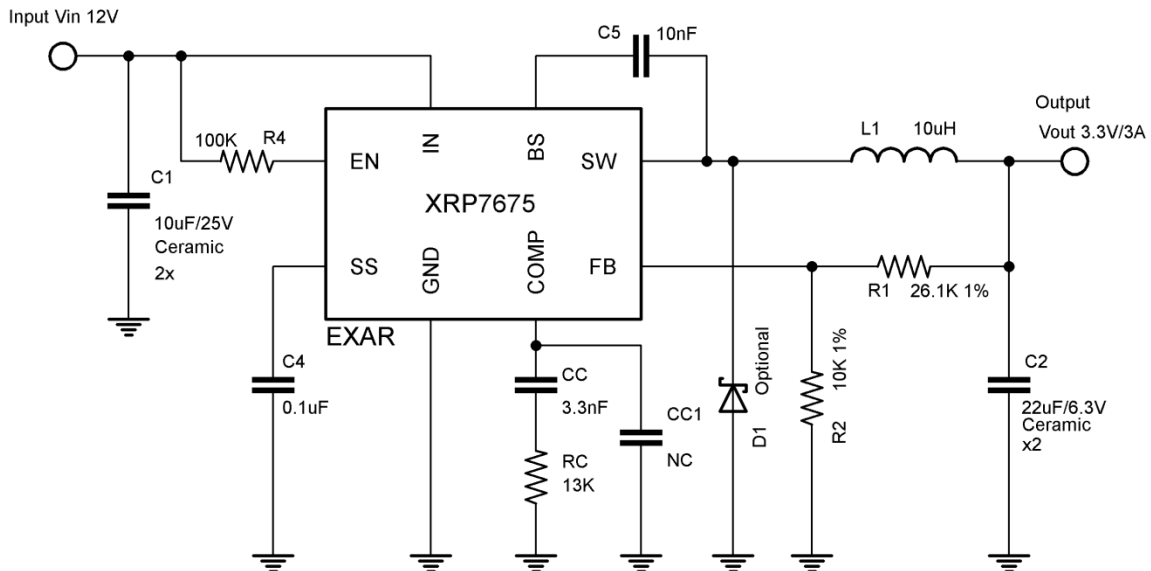 Input Vin 12V
C5
10nF
Output
Vout 3.3V/3A
L1
10uH
100K
R4
EN
IN
BS
SW
XRP7675
C1
10uF/25V
Ceramic
2x
SS
GND
COMP
FB
R1
26.1K 1%
EXAR
C4
0.1uF
CC
3.3nF
CC1
NC
RC
13K
Optional
D1
10K 1%
R2
C2
22uF/6.3V
Ceramic
x2